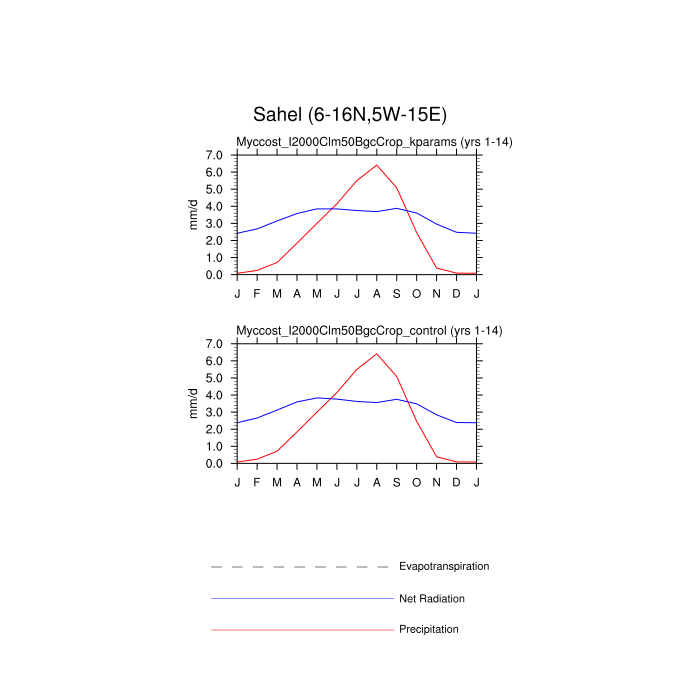 Sahel (6-16N,5W-15E)
Myccost_I2000Clm50BgcCrop_kparams (yrs 1-14)
7.0
6.0
5.0
4.0
3.0
2.0
1.0
0.0
mm/d
J F M A M J J A S O N D J
Myccost_I2000Clm50BgcCrop_control (yrs 1-14)
7.0
6.0
5.0
4.0
3.0
2.0
1.0
0.0
mm/d
J F M A M J J A S O N D J
Evapotranspiration
Net Radiation
Precipitation